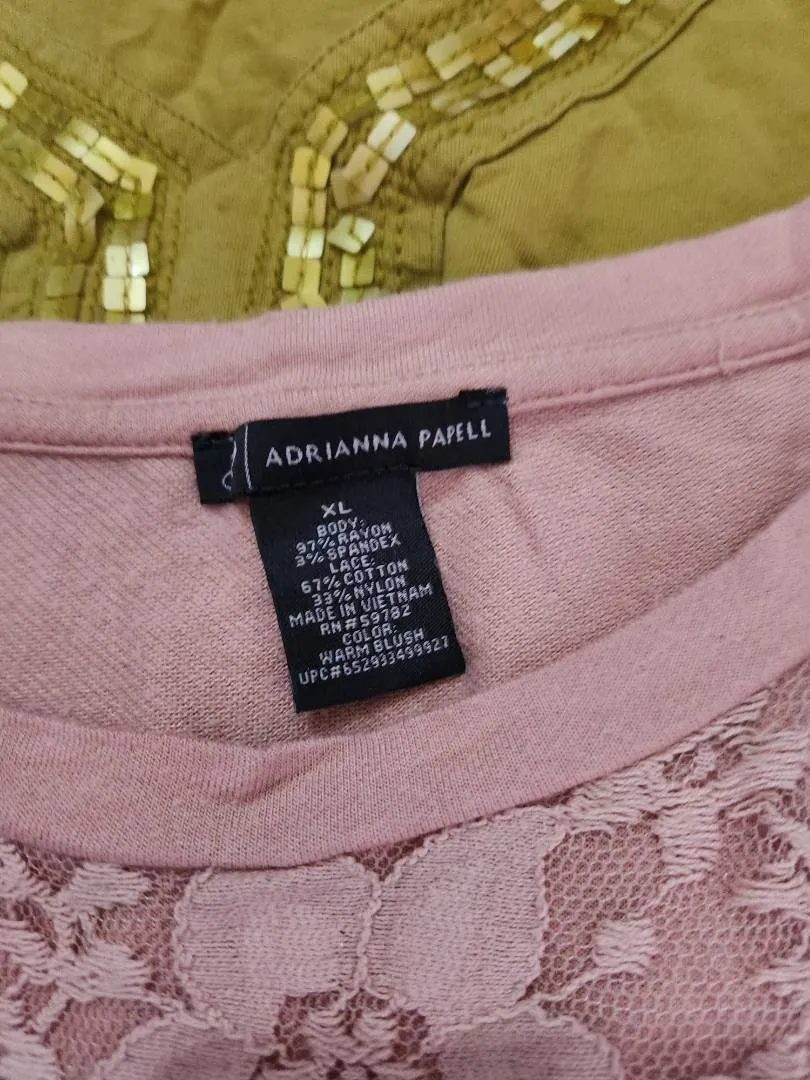 ADRIANNA PAPELL
XL
BODY:
97% RAYON
3% SPANDEX
LACE:
67% COTTON
33% NYLON
MADE IN VIETNAM
RN#59782
COLOR:
WARM BLUSH
UPC#652933499927